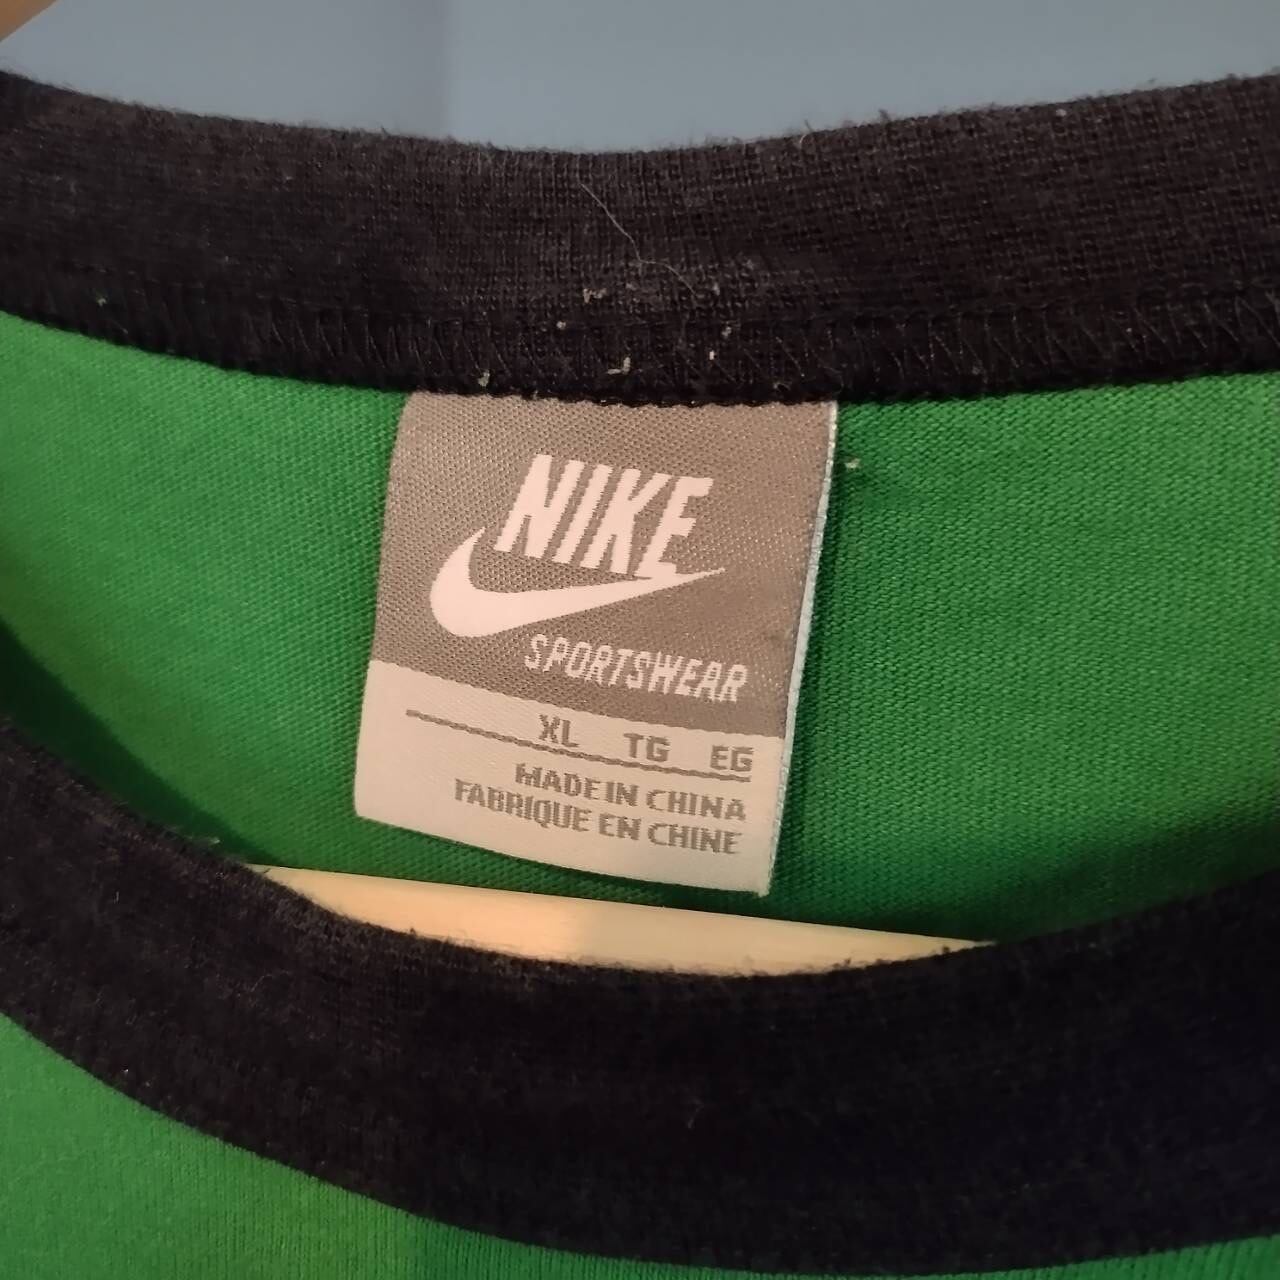 NIKE
SPORTSWEAR
XL TG EG
MADE IN CHINA
FABRIQUE EN CHINE